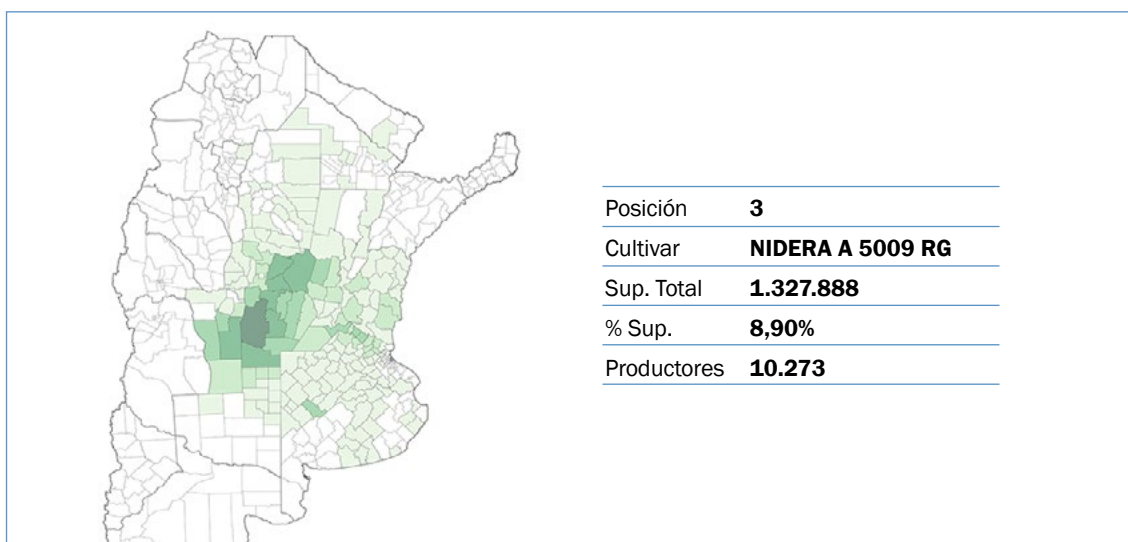 Posición 3
Cultivar NIDERA A 5009 RG
Sup. Total 1.327.888
% Sup. 8,90%
Productores 10.273